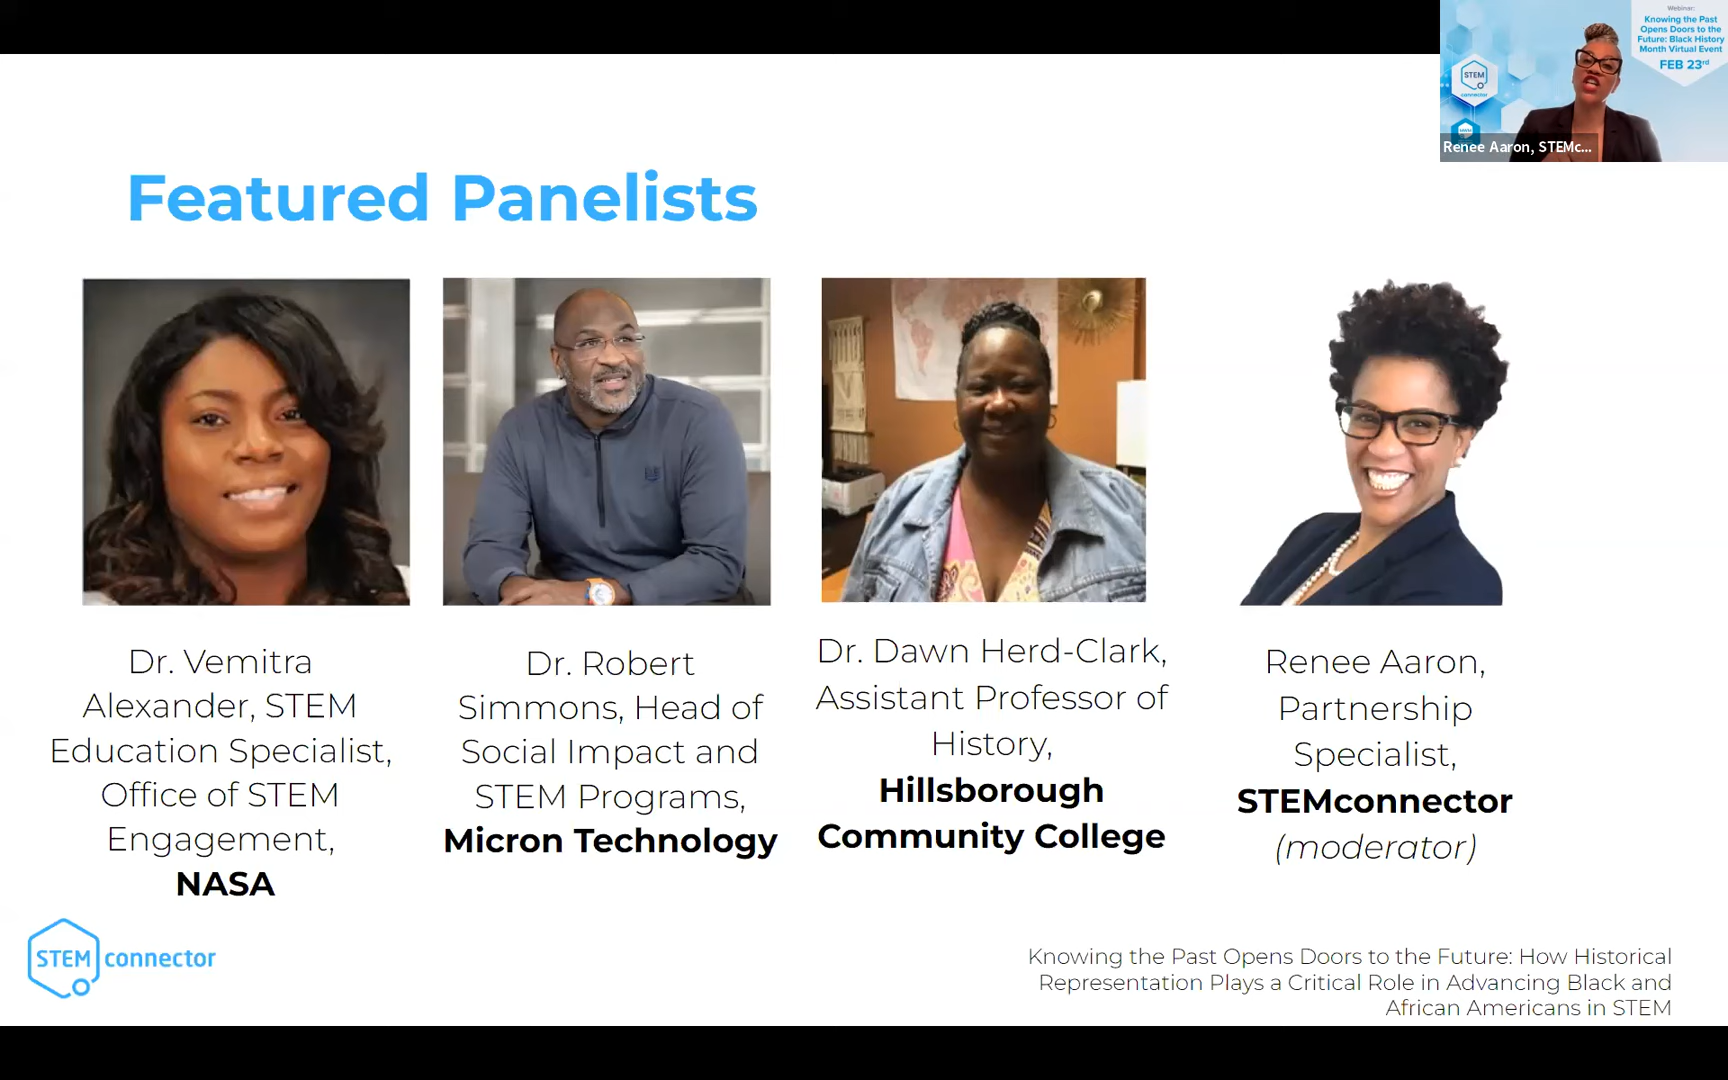 Webinar:
Knowing the Past
Opens Doors to the
Future: Black History
Month Virtual Event
FEB 23rd
STEM
connector
Renee Aaron, STEMc...
Featured Panelists
Dr. Vemitra
Alexander, STEM
Education Specialist,
Office of STEM
Engagement,
NASA
Dr. Robert
Simmons, Head of
Social Impact and
STEM Programs,
Micron Technology
Dr. Dawn Herd-Clark,
Assistant Professor of
History,
Hillsborough
Community College
Renee Aaron,
Partnership
Specialist,
STEMconnector
(moderator)
STEM connector
Knowing the Past Opens Doors to the Future: How Historical
Representation Plays a Critical Role in Advancing Black and
African Americans in STEM